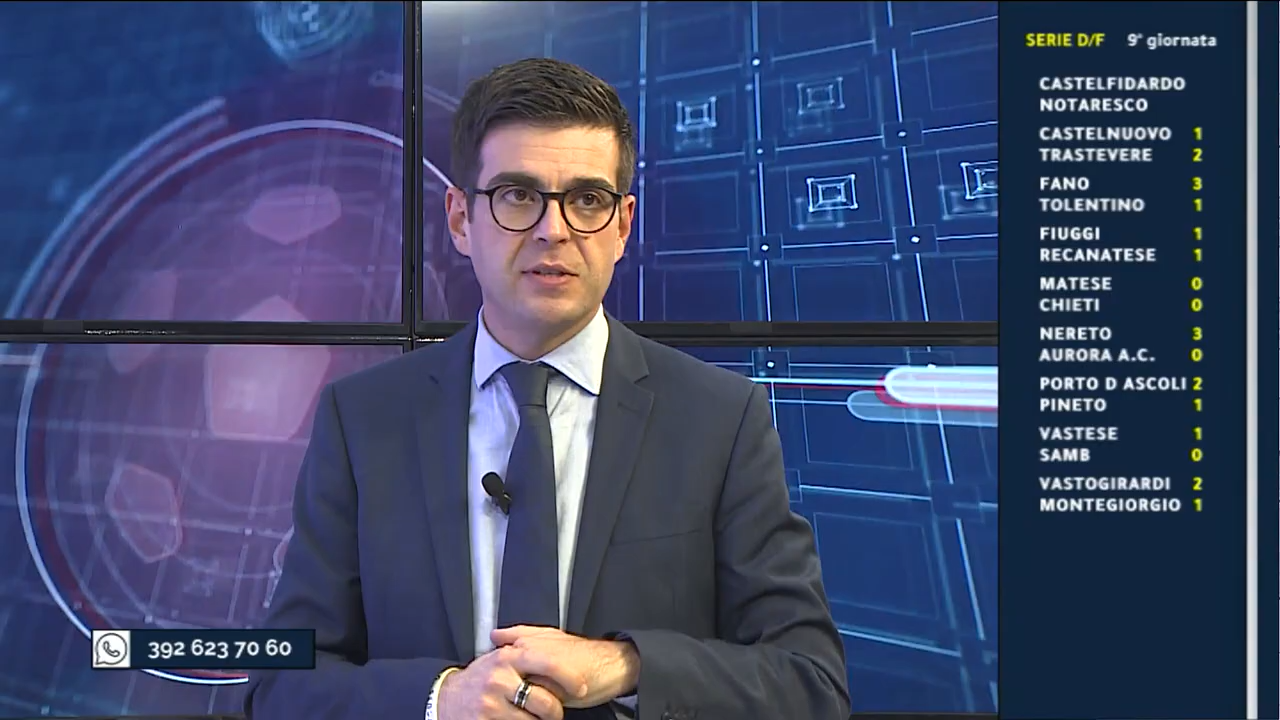 SERIE D/F 9ª giornata
CASTELFIDARDO
NOTARESCO
CASTELNUOVO 1
TRASTEVERE 2
FANO 3
TOLENTINO 1
FIUGGI 1
RECANATESE 1
MATESE 0
CHIETI 0
NERETO 3
AURORA A.C. 0
PORTO D ASCOLI 2
PINETO 1
VASTESE 1
SAMB 0
VASTOGIRARDI 2
MONTEGIORGIO 1
392 623 70 60